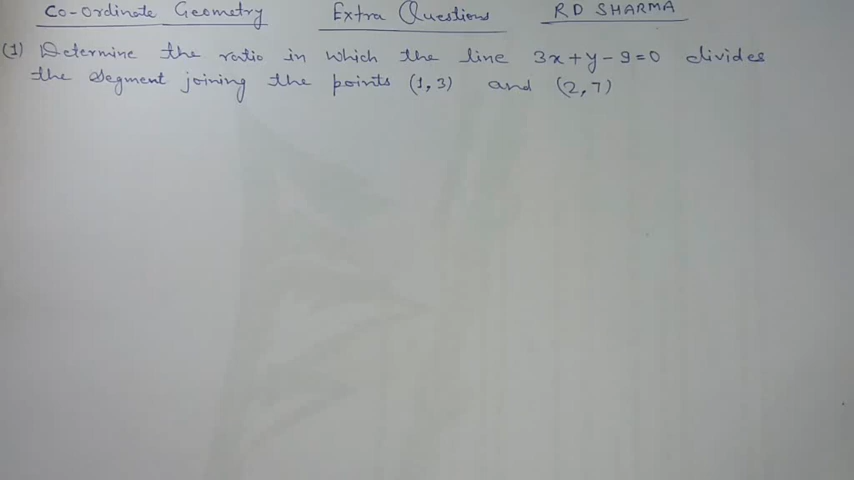 Co-ordinate Geometry Extra Questions RD SHARMA
(1) Determine the ratio in which the line 3x+y-9=0 divides
the segment joining the points (1,3) and (2,7)